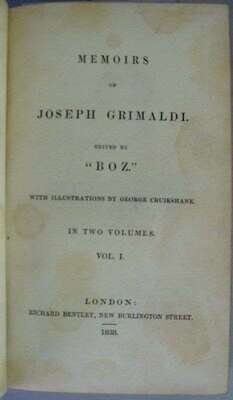 MEMOIRS
OF
JOSEPH GRIMALDI.
EDITED BY
"BOZ."
WITH ILLUSTRATIONS BY GEORGE CRUIKSHANK.
IN TWO VOLUMES.
VOL. I.
LONDON:
RICHARD BENTLEY, NEW BURLINGTON STREET.
1838.